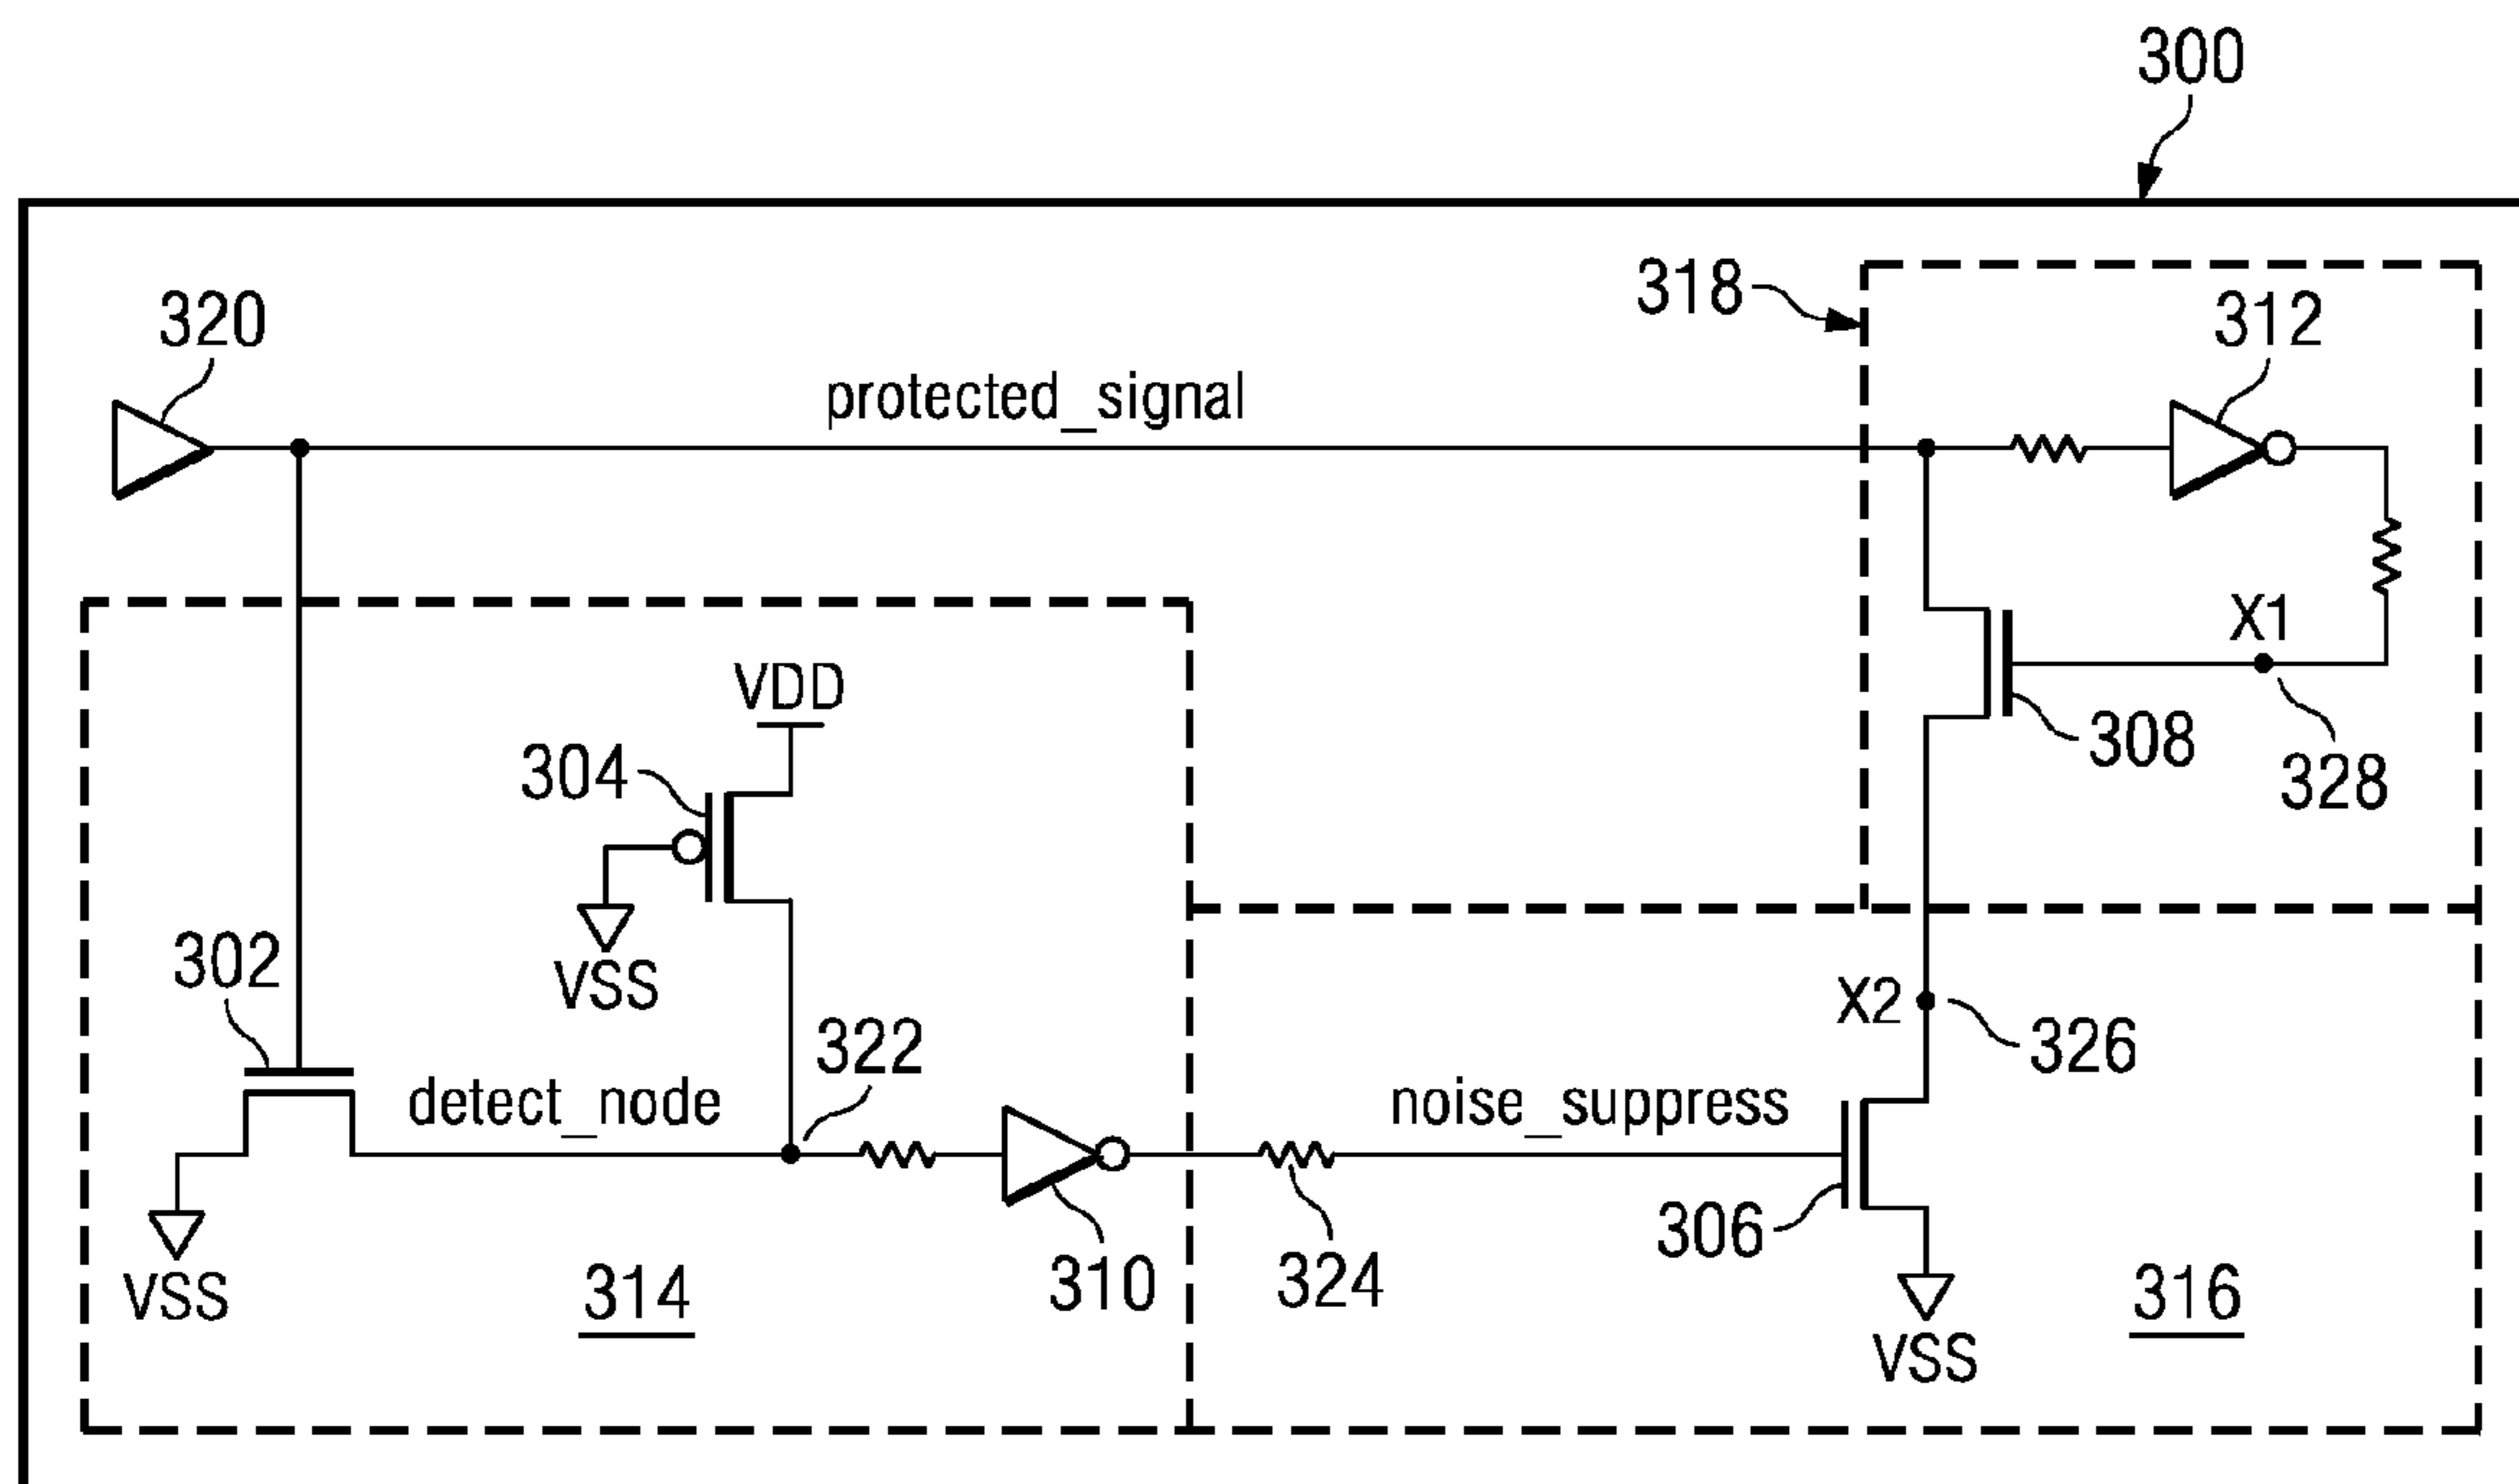 300
318
312
320
protected_signal
X1
VDD
308
304
328
302
VSS
X2
322
326
detect_node
noise_suppress
306
310
324
314
316
VSS
VSS